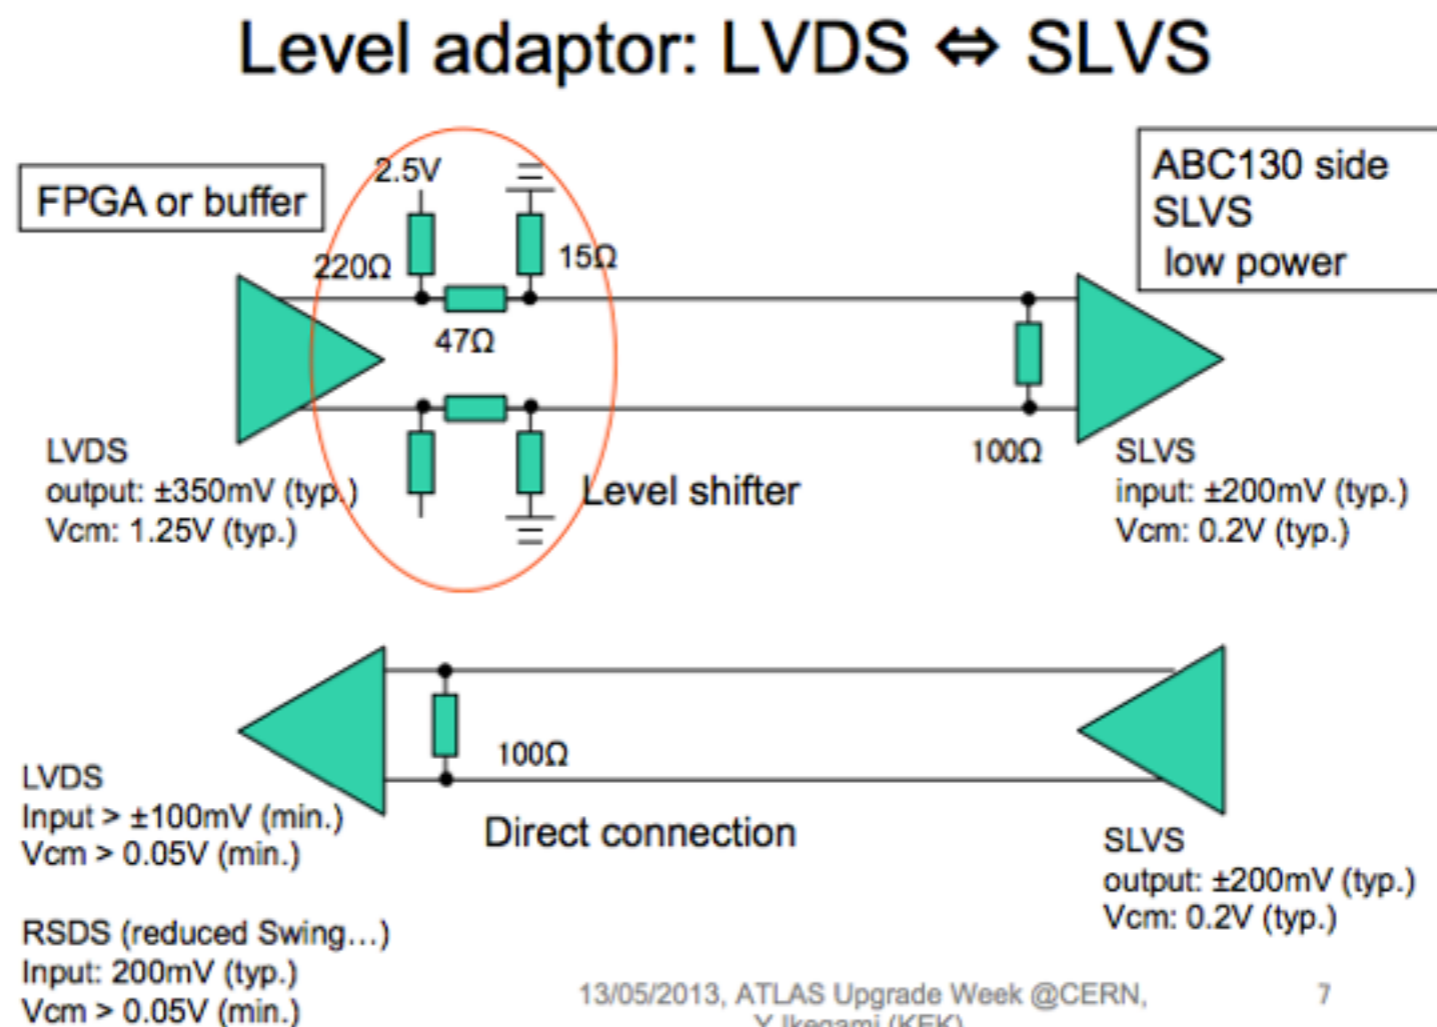 Level adaptor: LVDS ⇔ SLVS
FPGA or buffer
2.5V
220Ω
15Ω
47Ω
ABC130 side
SLVS
low power
LVDS
output: ±350mV (typ.)
Vcm: 1.25V (typ.)
Level shifter
100Ω
SLVS
input: ±200mV (typ.)
Vcm: 0.2V (typ.)
100Ω
Direct connection
LVDS
Input > ±100mV (min.)
Vcm > 0.05V (min.)
SLVS
output: ±200mV (typ.)
Vcm: 0.2V (typ.)
RSDS (reduced Swing...)
Input: 200mV (typ.)
Vcm > 0.05V (min.)
13/05/2013, ATLAS Upgrade Week @CERN,
Y.Ikegami (KEK)
7